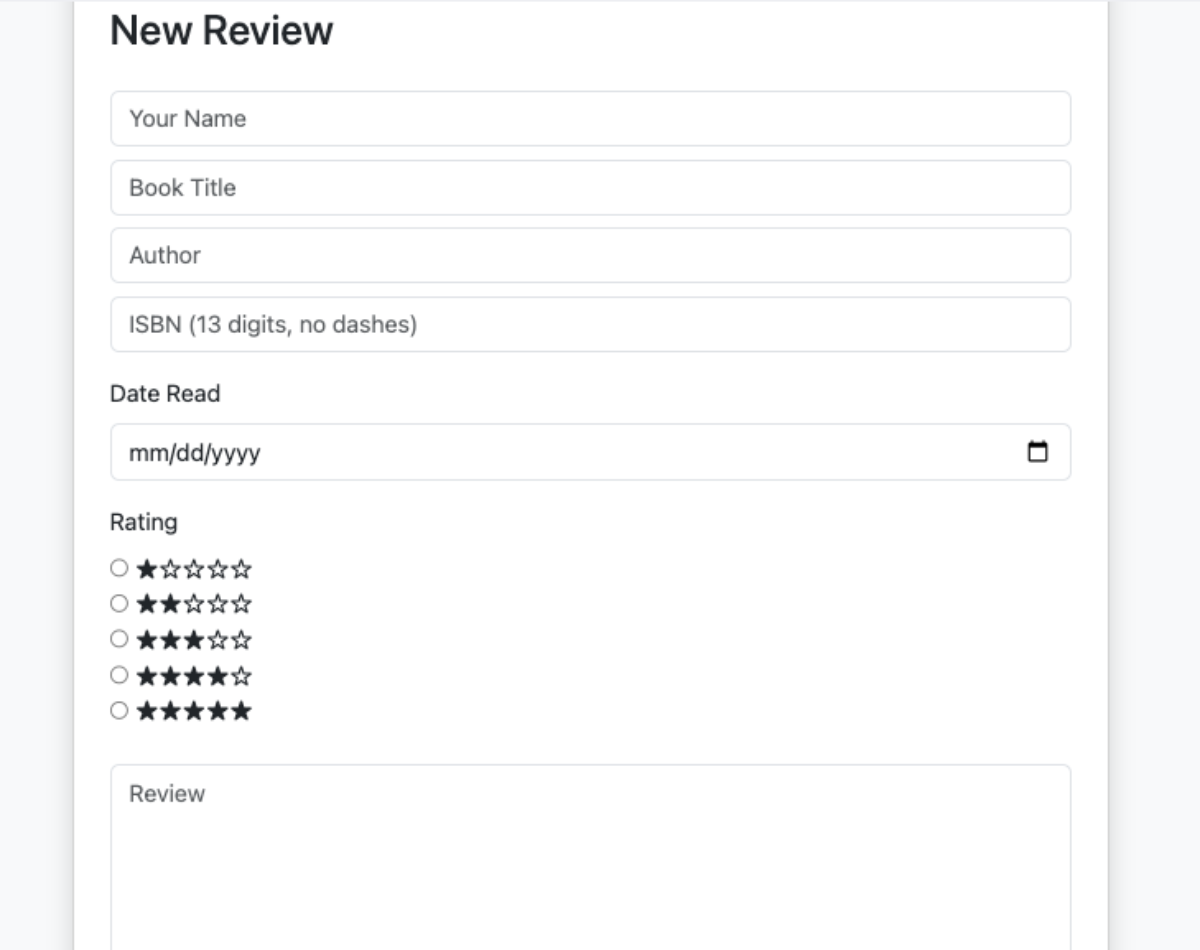 New Review
Your Name
Book Title
Author
ISBN (13 digits, no dashes)
Date Read
mm/dd/yyyy
Rating
★☆☆☆☆
★★☆☆☆
★★★☆☆
★★★★☆
★★★★★
Review